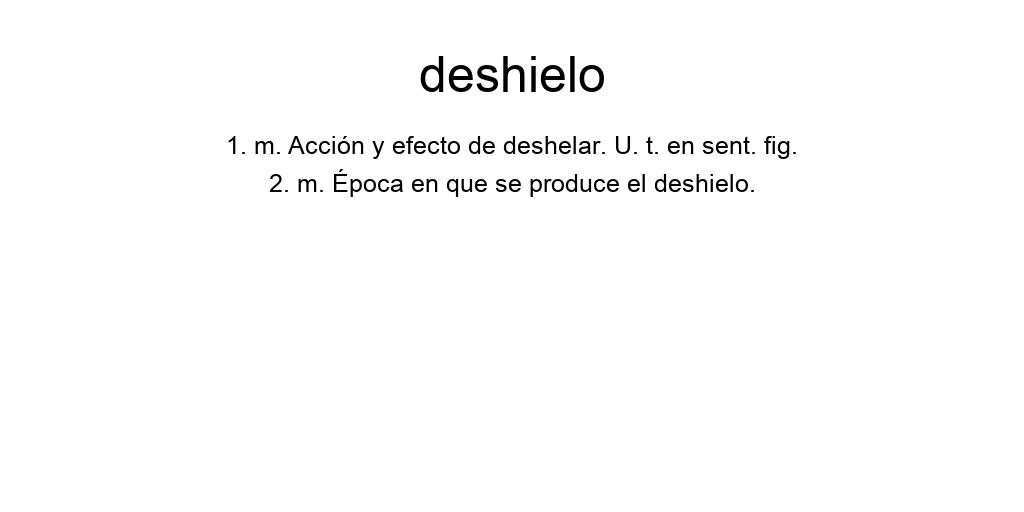 deshielo
1. m. Acción y efecto de deshelar. U. t. en sent. fig.
2. m. Época en que se produce el deshielo.